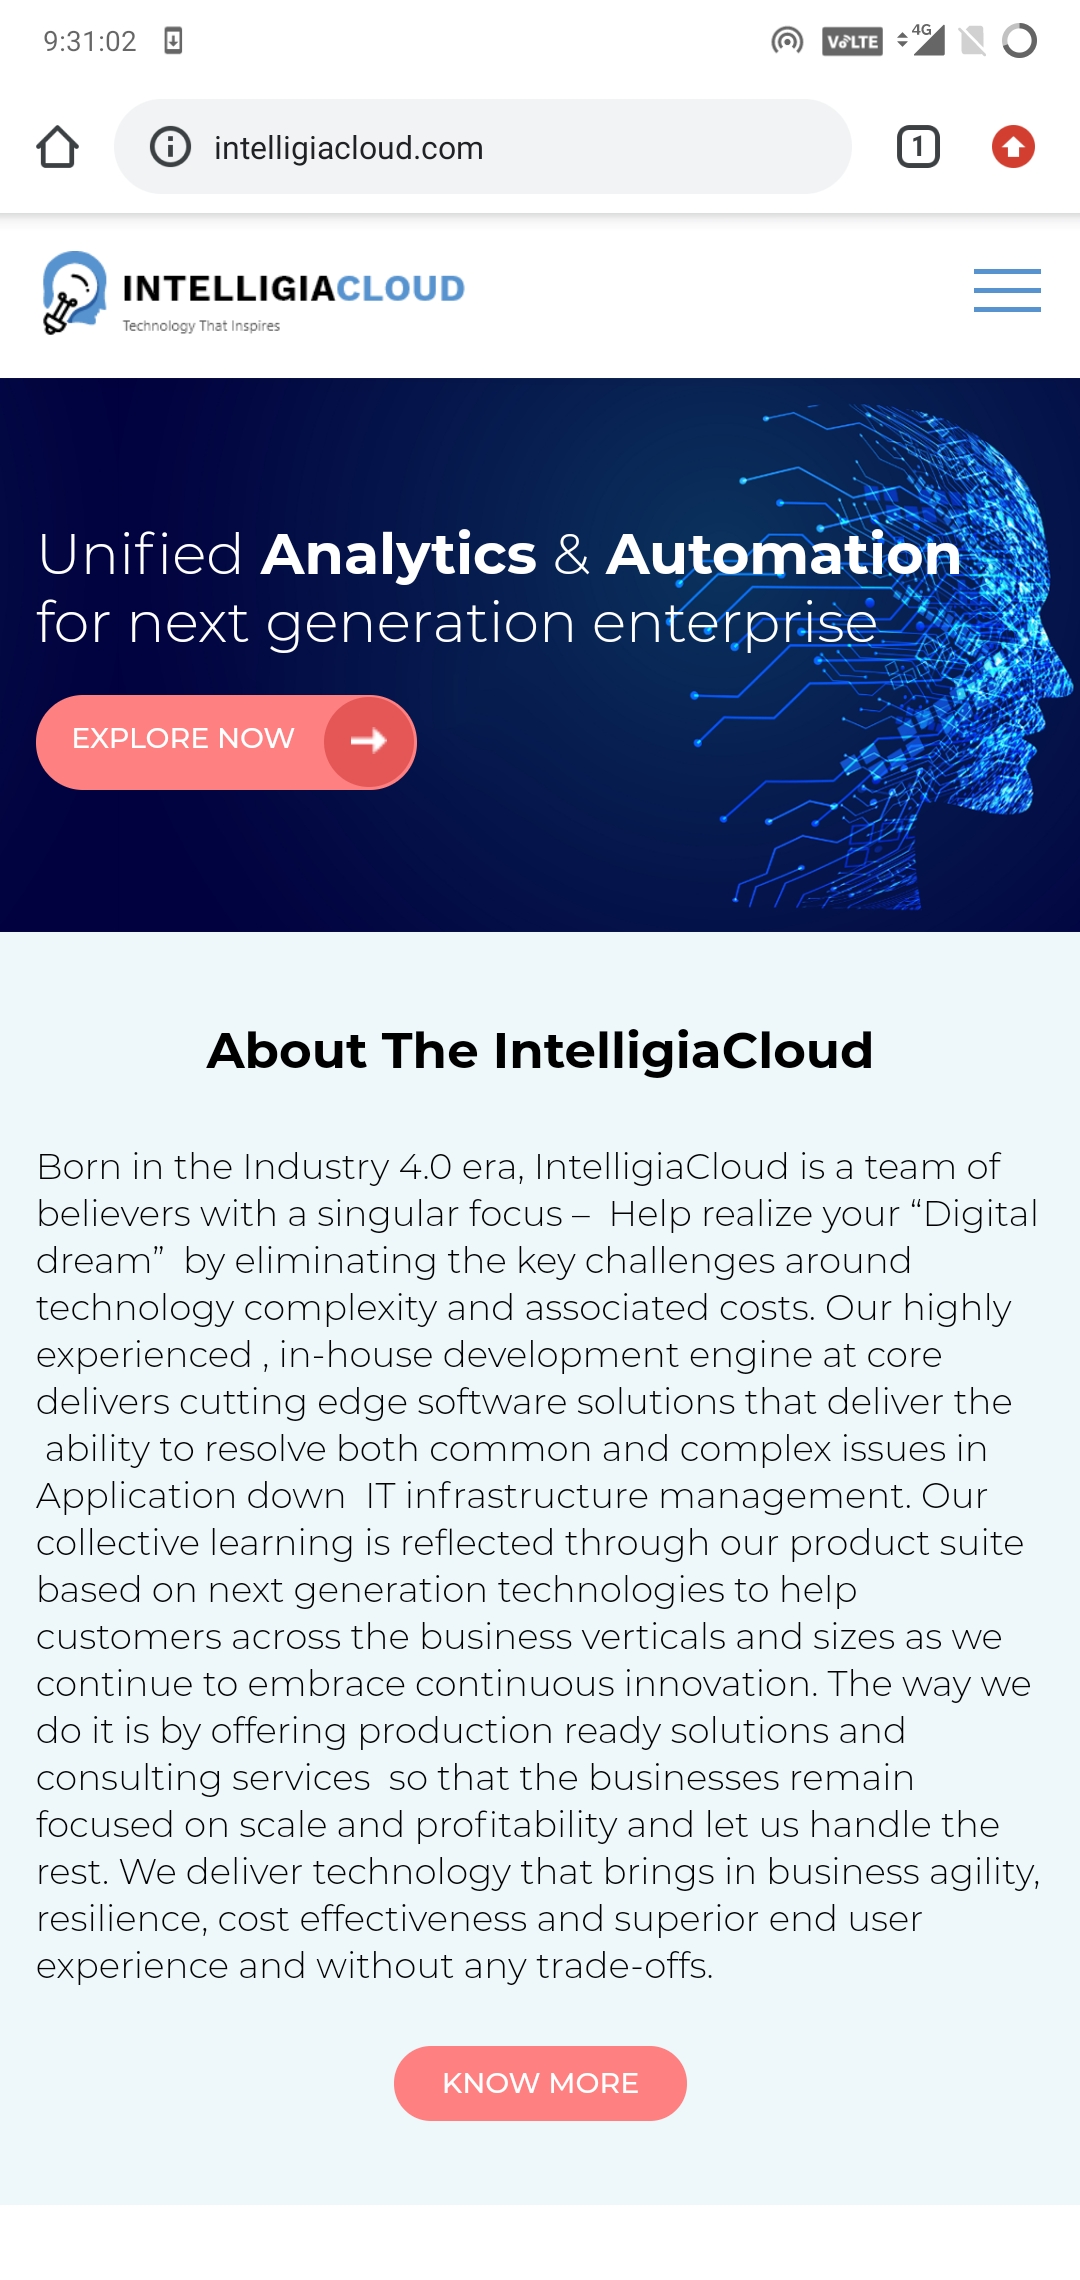 9:31:02
VoLTE 4G
intelligiacloud.com
1
INTELLIGIACLOUD
Technology That Inspires
Unified Analytics & Automation
for next generation enterprise
EXPLORE NOW
About The IntelligiaCloud
Born in the Industry 4.0 era, IntelligiaCloud is a team of
believers with a singular focus –  Help realize your “Digital
dream”  by eliminating the key challenges around
technology complexity and associated costs. Our highly
experienced , in-house development engine at core
delivers cutting edge software solutions that deliver the
 ability to resolve both common and complex issues in
Application down  IT infrastructure management. Our
collective learning is reflected through our product suite
based on next generation technologies to help
customers across the business verticals and sizes as we
continue to embrace continuous innovation. The way we
do it is by offering production ready solutions and
consulting services  so that the businesses remain
focused on scale and profitability and let us handle the
rest. We deliver technology that brings in business agility,
resilience, cost effectiveness and superior end user
experience and without any trade-offs.
KNOW MORE